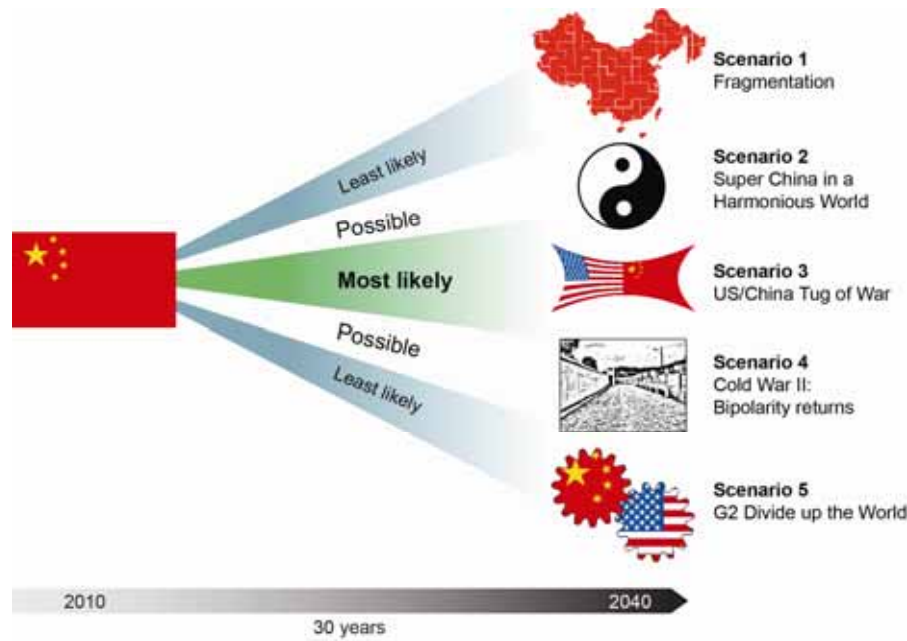 Scenario 1
Fragmentation
Least likely
Scenario 2
Super China in a
Harmonious World
Possible
Most likely
Scenario 3
US/China Tug of War
Possible
Least likely
Scenario 4
Cold War II:
Bipolarity returns
Scenario 5
G2 Divide up the World
2010
2040
30 years